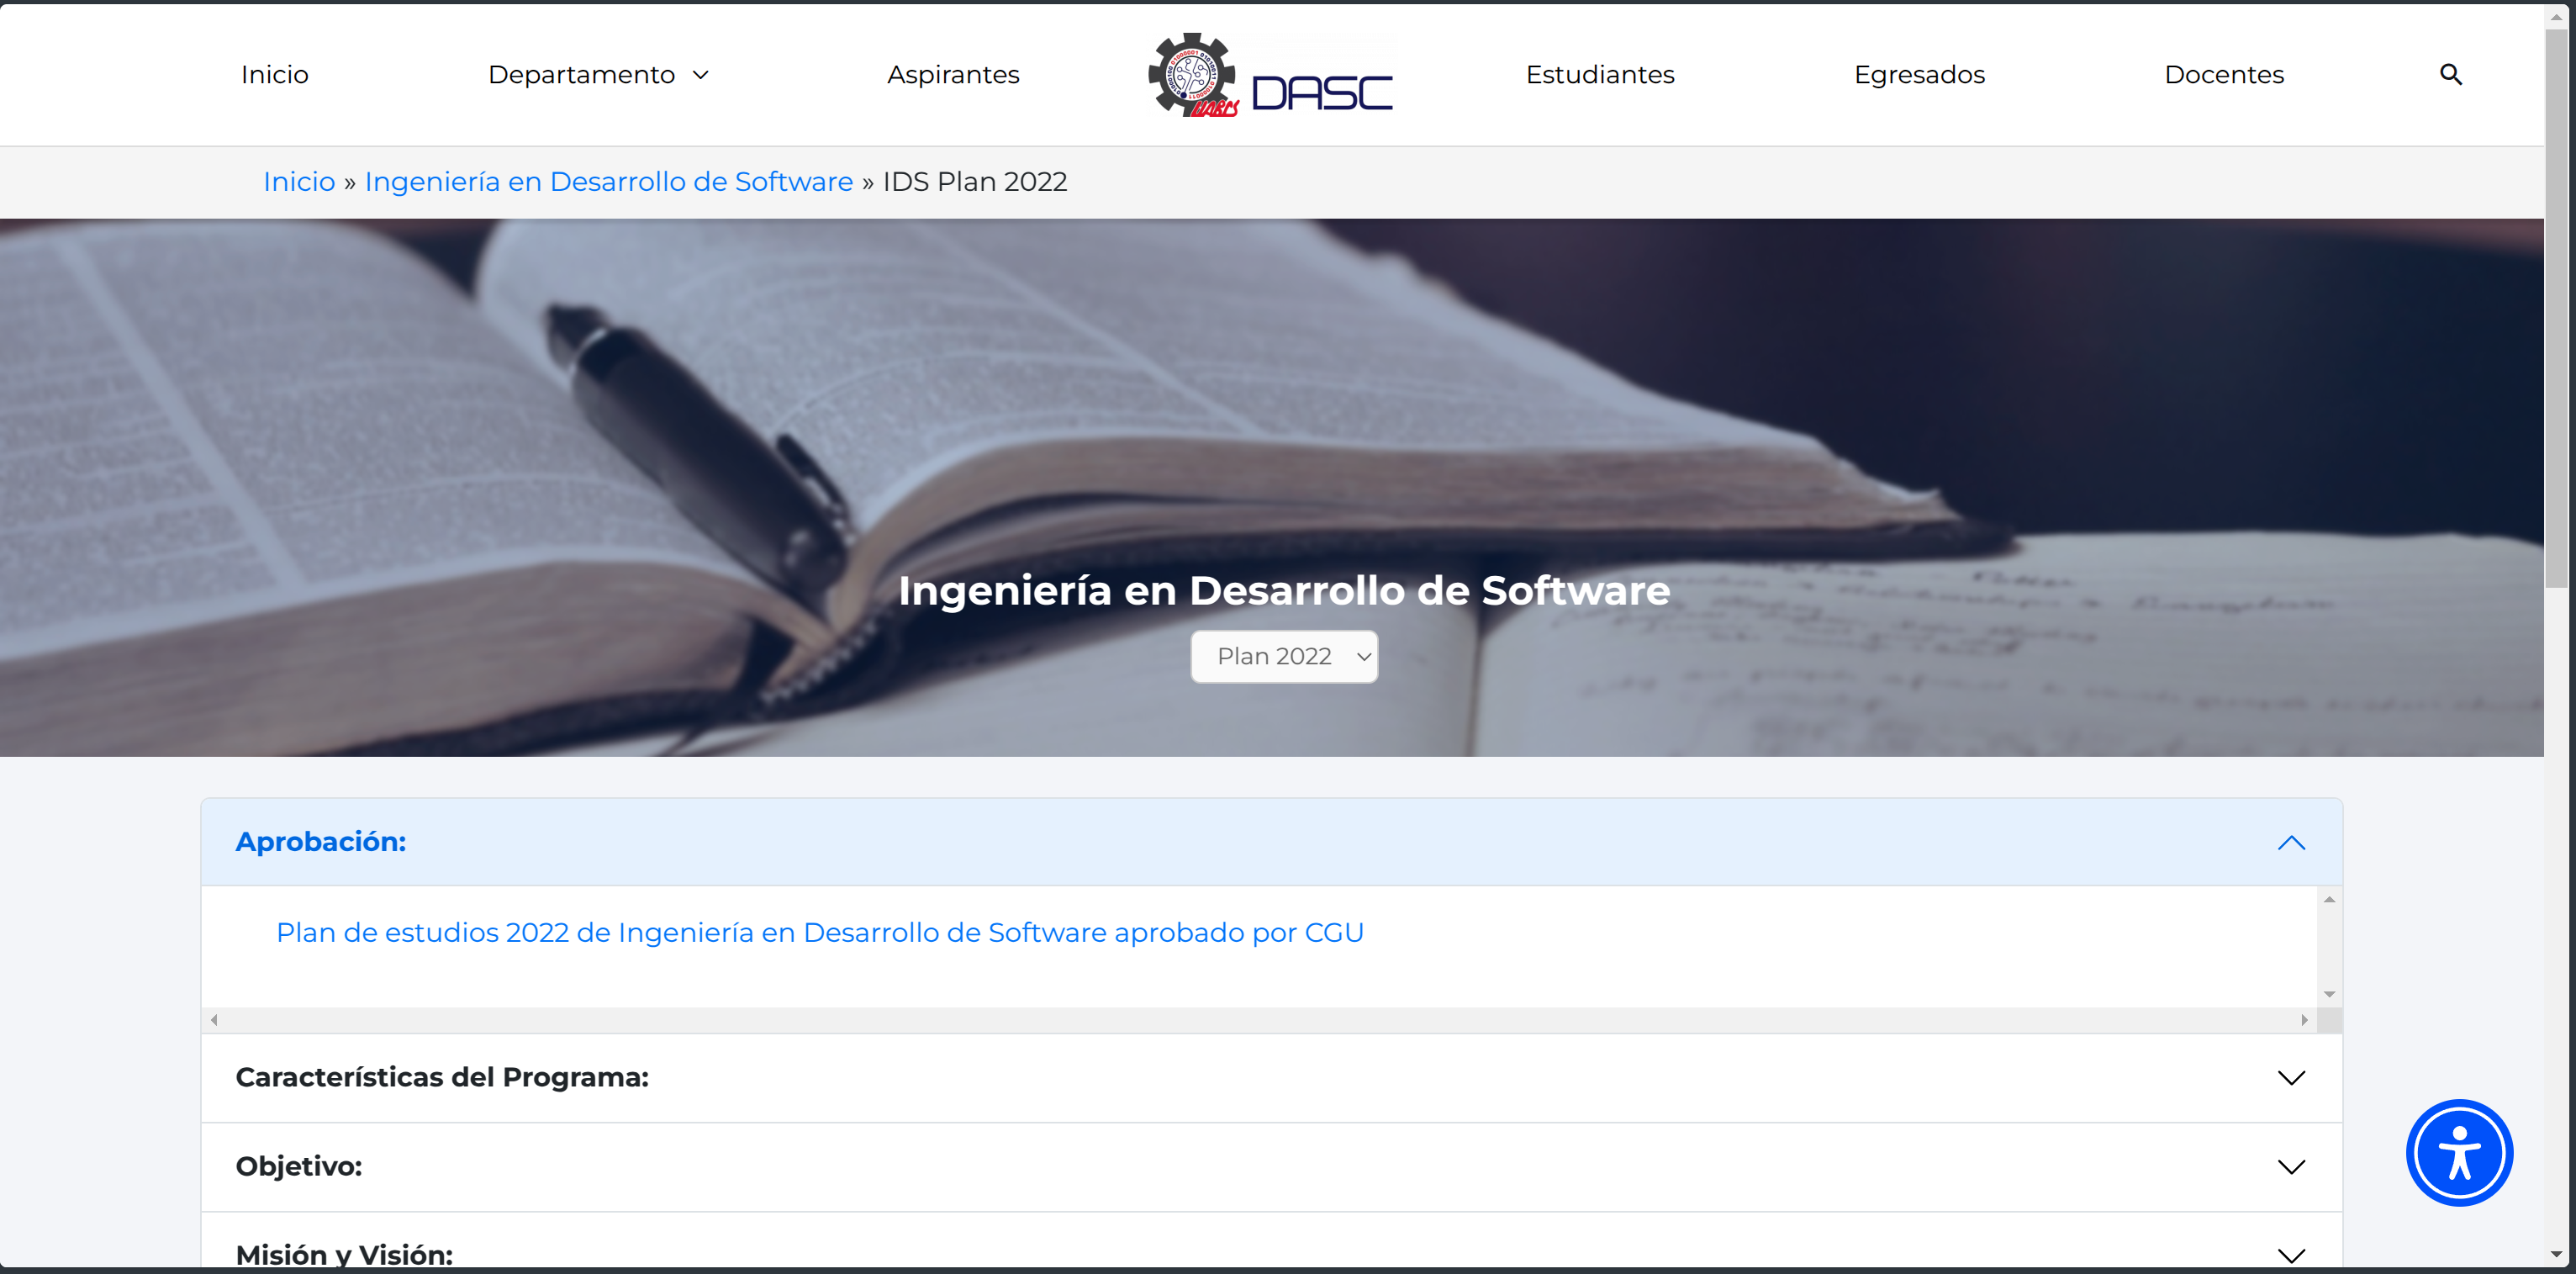 Inicio
Departamento
Aspirantes
UABCS
DASC
Estudiantes
Egresados
Docentes
Inicio » Ingeniería en Desarrollo de Software » IDS Plan 2022
Ingeniería en Desarrollo de Software
Plan 2022
Aprobación:
Plan de estudios 2022 de Ingeniería en Desarrollo de Software aprobado por CGU
Características del Programa:
Objetivo:
Misión y Visión: